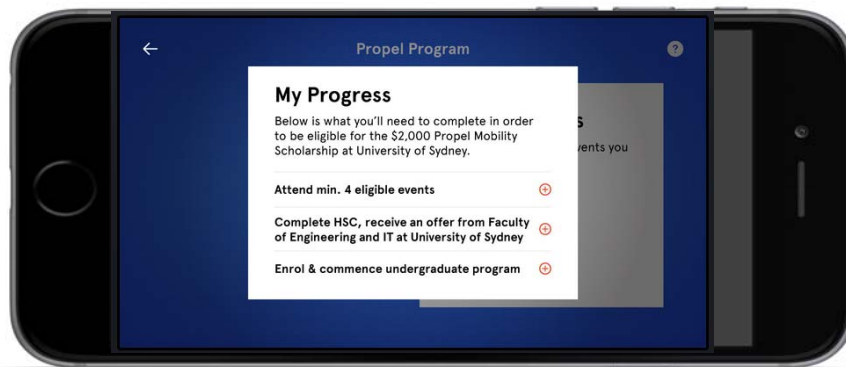 Propel Program
?
My Progress
Below is what you'll need to complete in order
to be eligible for the $2,000 Propel Mobility
Scholarship at University of Sydney.
Attend min. 4 eligible events
Complete HSC, receive an offer from Faculty
of Engineering and IT at University of Sydney
Enrol & commence undergraduate program
you